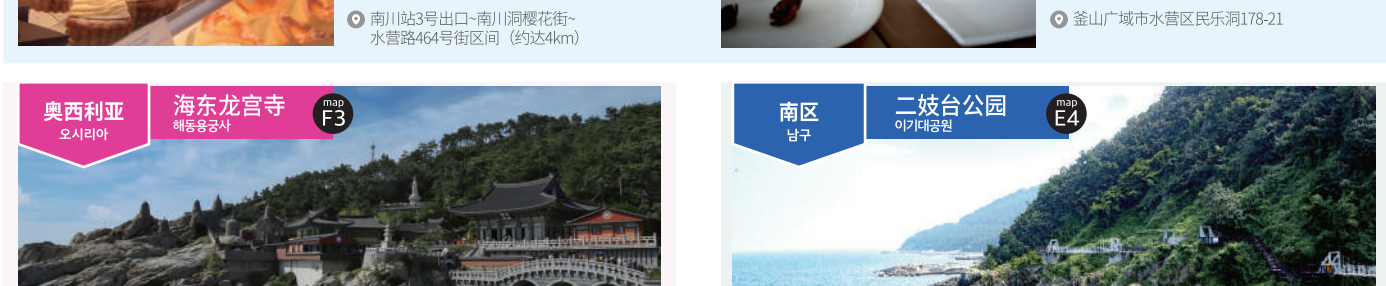 南川站3号出口~南川洞樱花街~
水营路464号街区间（约达4km）
釜山广域市水营区民乐洞178-21
奥西利亚
오시리아
海东龙宫寺
해동용궁사
map
F3
南区
남구
二妓台公园
이기대공원
map
E4